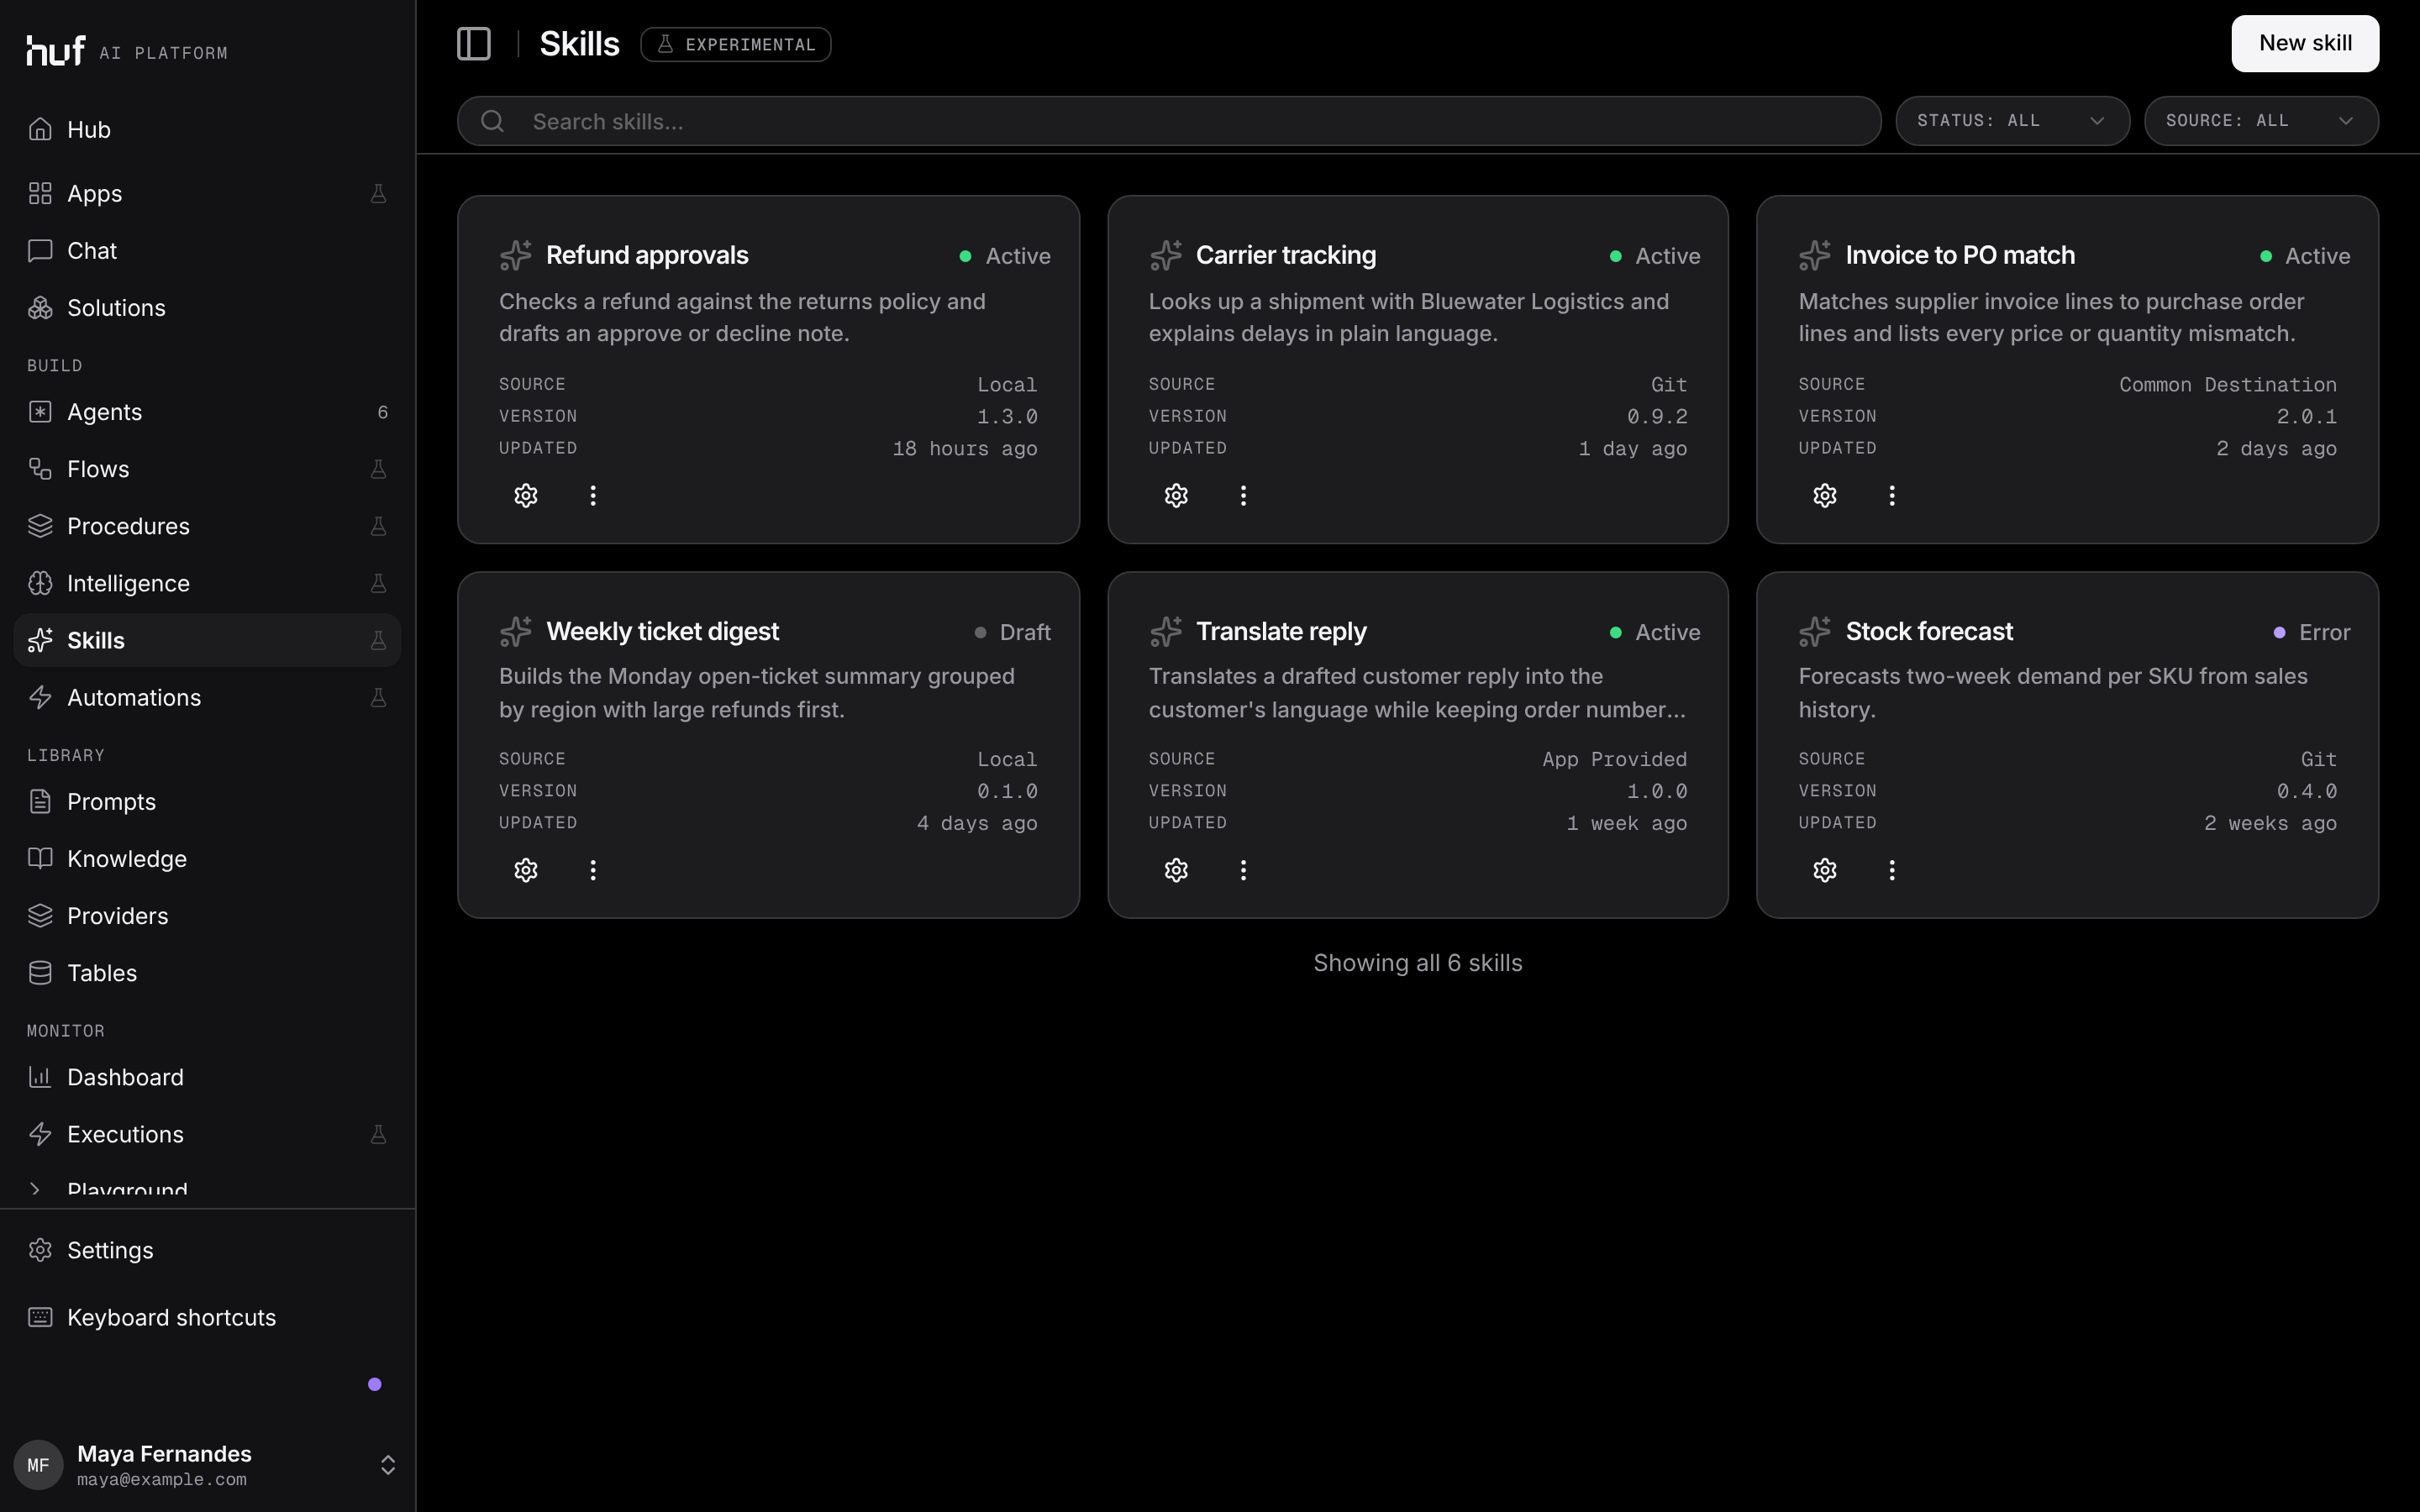 huf AI PLATFORM
Hub
Apps
Chat
Solutions
BUILD
Agents 6
Flows
Procedures
Intelligence
Skills
Automations
LIBRARY
Prompts
Knowledge
Providers
Tables
MONITOR
Dashboard
Executions
Playground
Settings
Keyboard shortcuts
MF
Maya Fernandes
maya@example.com
Skills
EXPERIMENTAL
New skill
Search skills...
STATUS: ALL
SOURCE: ALL
Refund approvals
Active
Checks a refund against the returns policy and
drafts an approve or decline note.
SOURCE Local
VERSION 1.3.0
UPDATED 18 hours ago
Carrier tracking
Active
Looks up a shipment with Bluewater Logistics and
explains delays in plain language.
SOURCE Git
VERSION 0.9.2
UPDATED 1 day ago
Invoice to PO match
Active
Matches supplier invoice lines to purchase order
lines and lists every price or quantity mismatch.
SOURCE Common Destination
VERSION 2.0.1
UPDATED 2 days ago
Weekly ticket digest
Draft
Builds the Monday open-ticket summary grouped
by region with large refunds first.
SOURCE Local
VERSION 0.1.0
UPDATED 4 days ago
Translate reply
Active
Translates a drafted customer reply into the
customer's language while keeping order number...
SOURCE App Provided
VERSION 1.0.0
UPDATED 1 week ago
Stock forecast
Error
Forecasts two-week demand per SKU from sales
history.
SOURCE Git
VERSION 0.4.0
UPDATED 2 weeks ago
Showing all 6 skills